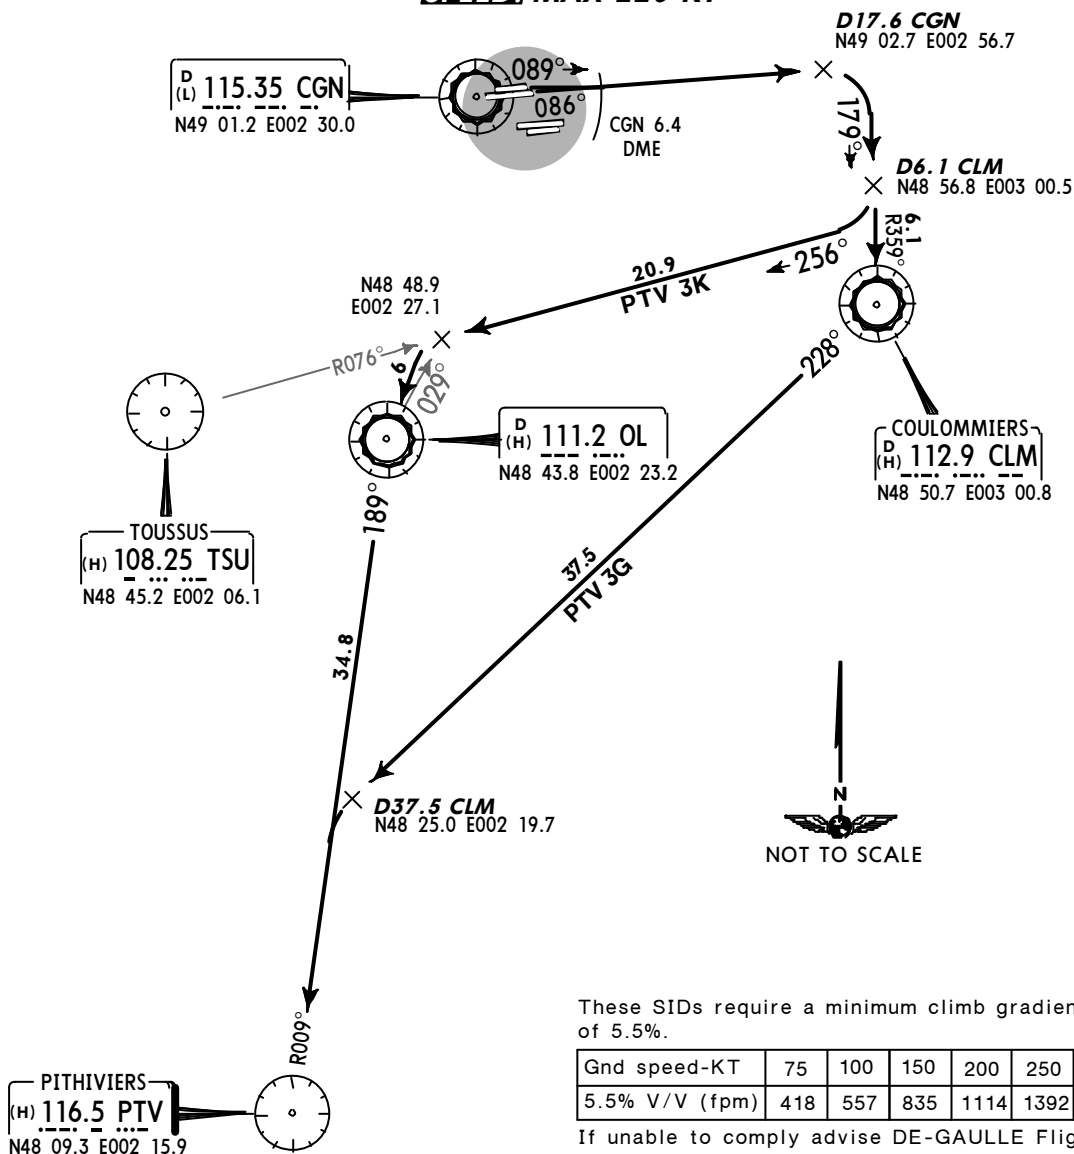 MAX 220 KT
D17.6 CGN
N49 02.7 E002 56.7
D
(L) 115.35 CGN
N49 01.2 E002 30.0
089°
086°
CGN 6.4
DME
179°
D6.1 CLM
N48 56.8 E003 00.5
6.1
R359°
256°
20.9
PTV 3K
N48 48.9
E002 27.1
R076°
6
029°
228°
D
(H) 111.2 OL
N48 43.8 E002 23.2
COULOMMIERS
D
(H) 112.9 CLM
N48 50.7 E003 00.8
TOUSSUS
(H) 108.25 TSU
N48 45.2 E002 06.1
189°
37.5
PTV 3G
34.8
D37.5 CLM
N48 25.0 E002 19.7
N
NOT TO SCALE
R009°
PITHIVIERS
(H) 116.5 PTV
N48 09.3 E002 15.9
These SIDs require a minimum climb gradien
of 5.5%.
Gnd speed-KT 75 100 150 200 250
5.5% V/V (fpm) 418 557 835 1114 1392
If unable to comply advise DE-GAULLE Flig